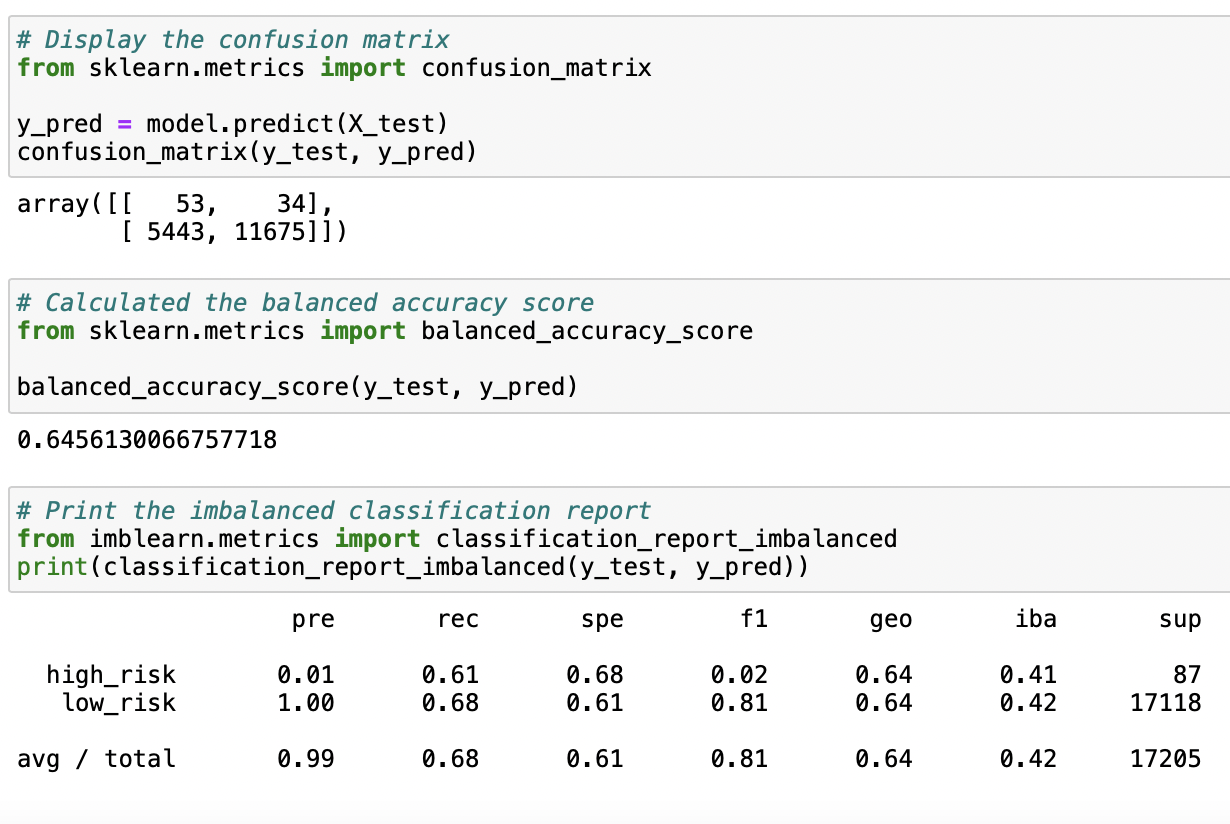 # Display the confusion matrix
from sklearn.metrics import confusion_matrix
y_pred = model.predict(X_test)
confusion_matrix(y_test, y_pred)
array([[   53,    34],
       [ 5443, 11675]])
# Calculated the balanced accuracy score
from sklearn.metrics import balanced_accuracy_score
balanced_accuracy_score(y_test, y_pred)
0.6456130066757718
# Print the imbalanced classification report
from imblearn.metrics import classification_report_imbalanced
print(classification_report_imbalanced(y_test, y_pred))
pre rec spe f1 geo iba sup
high_risk 0.01 0.61 0.68 0.02 0.64 0.41 87
low_risk 1.00 0.68 0.61 0.81 0.64 0.42 17118
avg / total 0.99 0.68 0.61 0.81 0.64 0.42 17205